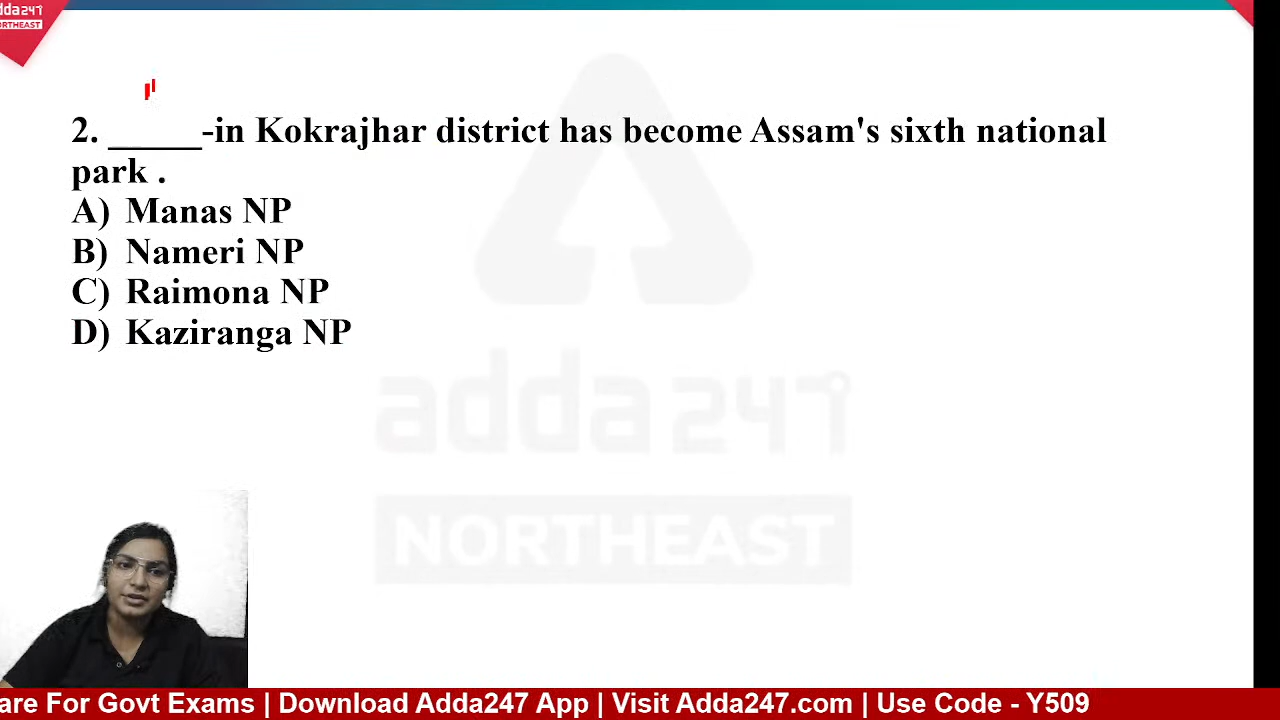 adda247
NORTHEAST
2. _____-in Kokrajhar district has become Assam's sixth national
park .
A) Manas NP
B) Nameri NP
C) Raimona NP
D) Kaziranga NP
adda247
NORTHEAST
are For Govt Exams | Download Adda247 App | Visit Adda247.com | Use Code - Y509